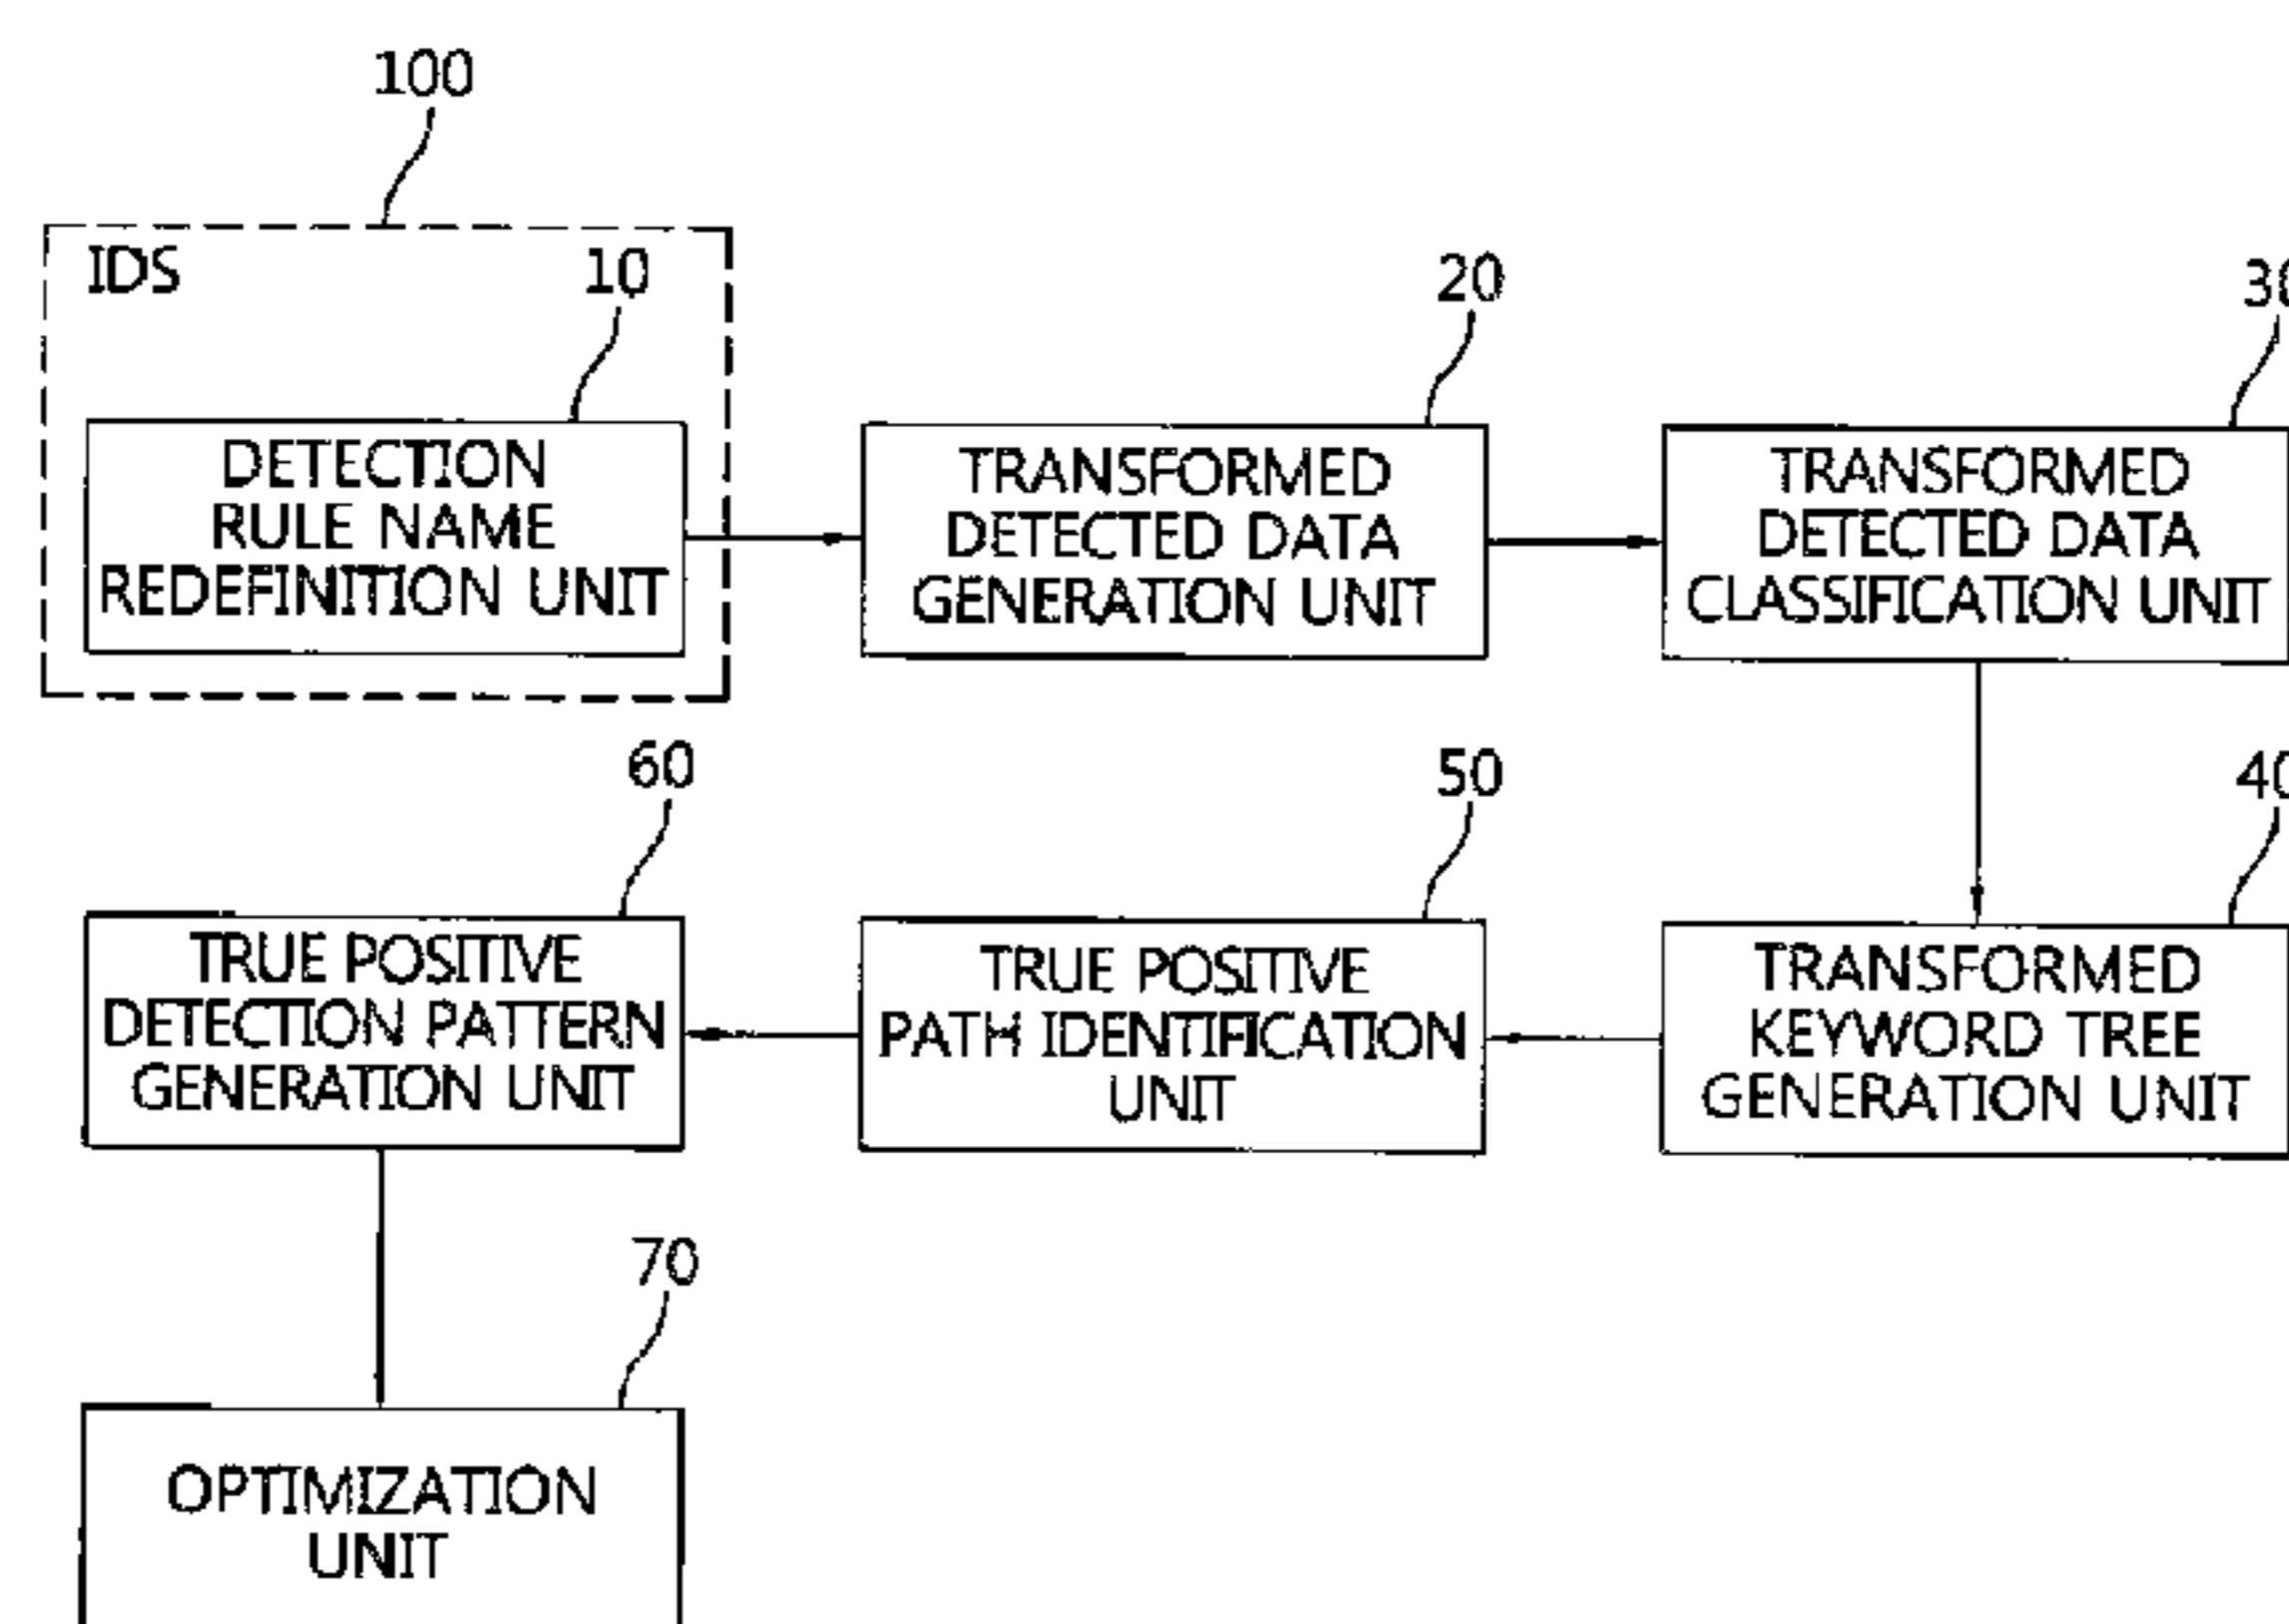 100
IDS
10
20
30
DETECTION
RULE NAME
REDEFINITION UNIT
TRANSFORMED
DETECTED DATA
GENERATION UNIT
TRANSFORMED
DETECTED DATA
CLASSIFICATION UNIT
60
50
40
TRUE POSITIVE
DETECTION PATTERN
GENERATION UNIT
TRUE POSITIVE
PATH IDENTIFICATION
UNIT
TRANSFORMED
KEYWORD TREE
GENERATION UNIT
70
OPTIMIZATION
UNIT